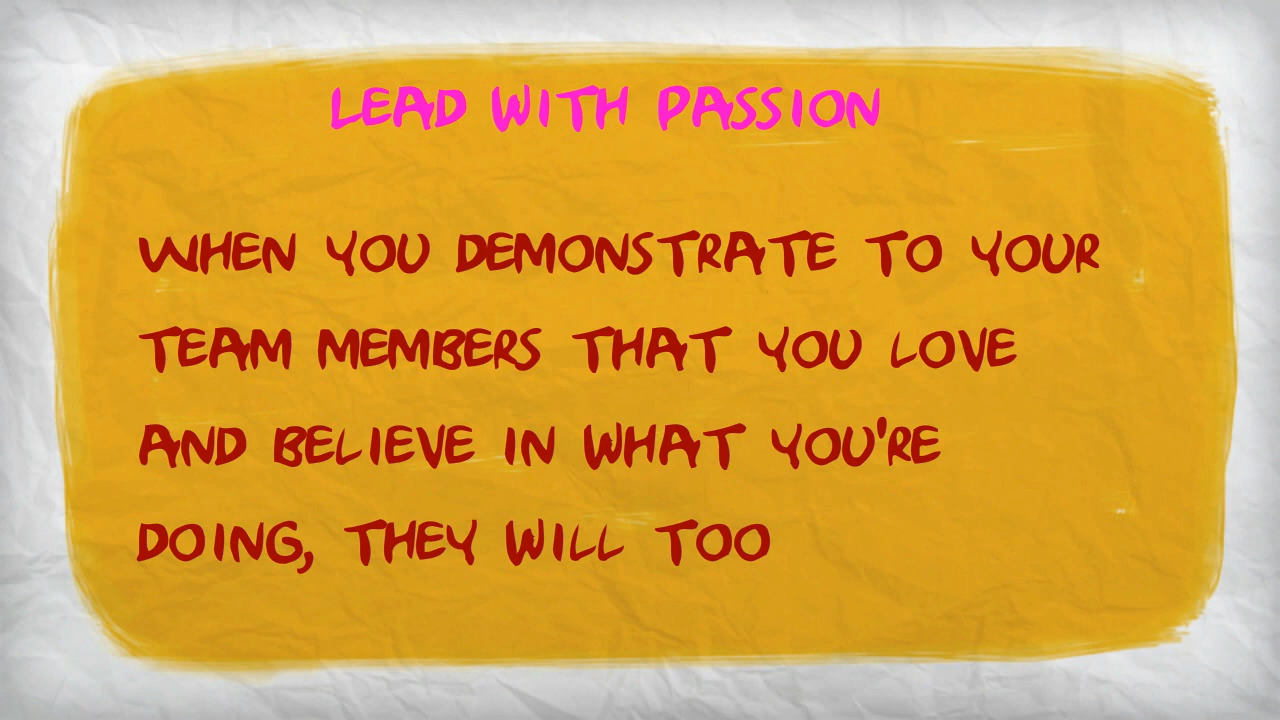 LEAD WITH PASSION
WHEN YOU DEMONSTRATE TO YOUR
TEAM MEMBERS THAT YOU LOVE
AND BELIEVE IN WHAT YOU'RE
DOING, THEY WILL TOO